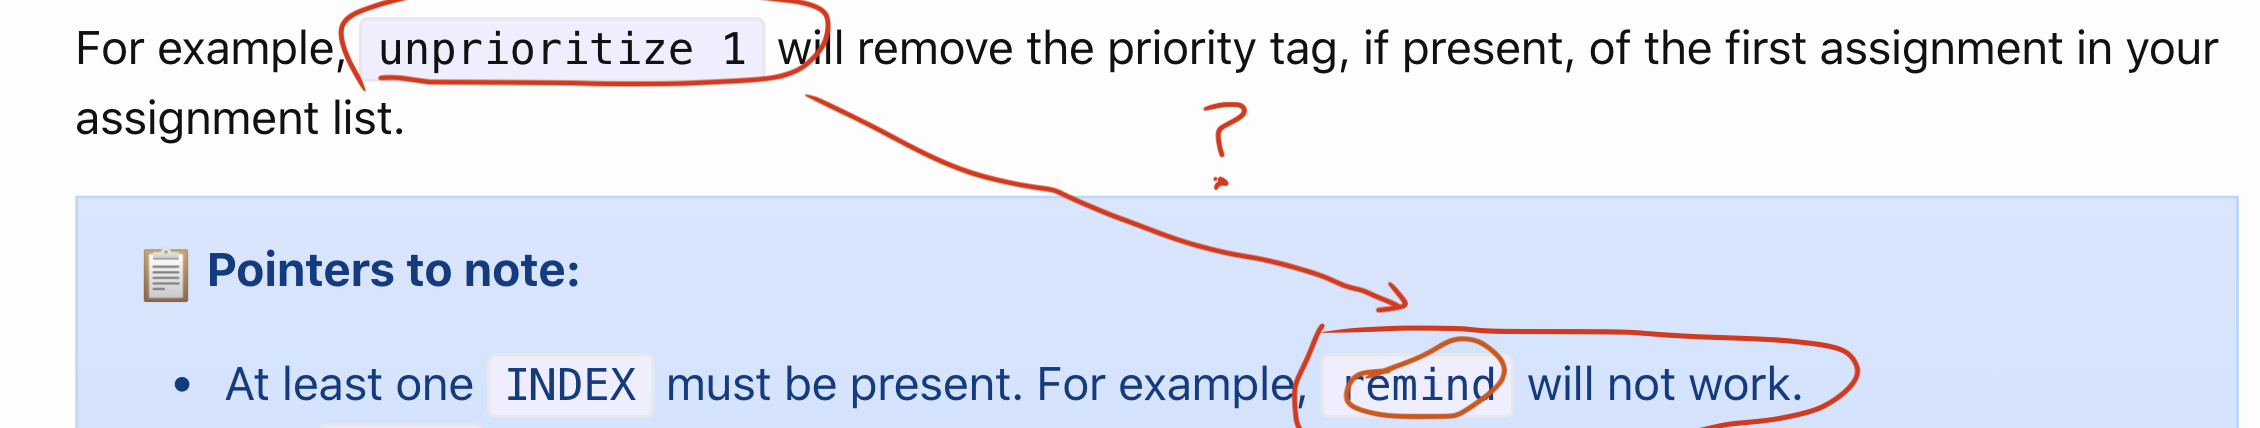 For example, unprioritize 1 will remove the priority tag, if present, of the first assignment in your
assignment list.
?
Pointers to note:
• At least one INDEX must be present. For example, remind will not work.